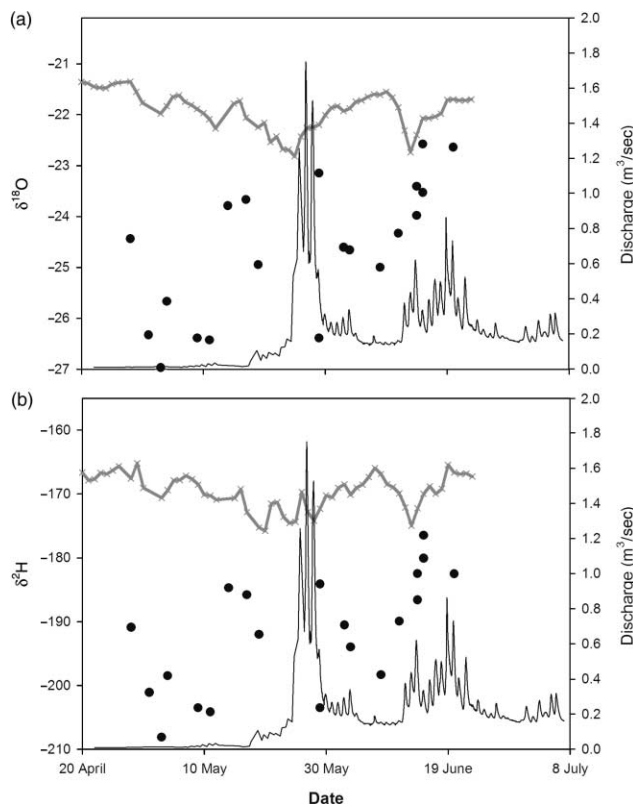 (a)
2.0
−21
1.8
−22
1.6
1.4
−23
1.2
δ18O
−24
1.0
Discharge (m3/sec)
0.8
−25
0.6
−26
0.4
0.2
−27
0.0
(b)
2.0
−160
1.8
1.6
−170
1.4
1.2
−180
δ2H
1.0
Discharge (m3/sec)
−190
0.8
0.6
−200
0.4
0.2
−210
0.0
20 April
10 May
30 May
19 June
8 July
Date